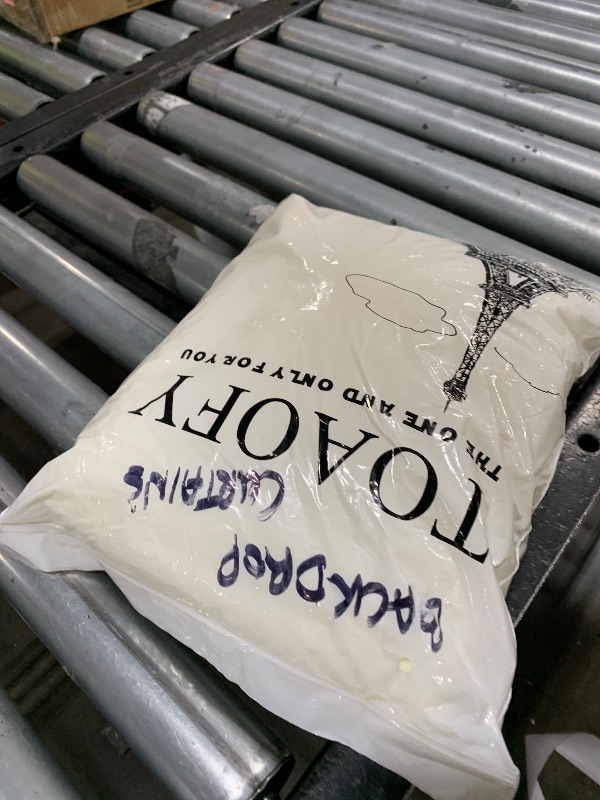 BACKDROP
CURTAINS
TOAOFY
THE ONE AND ONLY FOR YOU